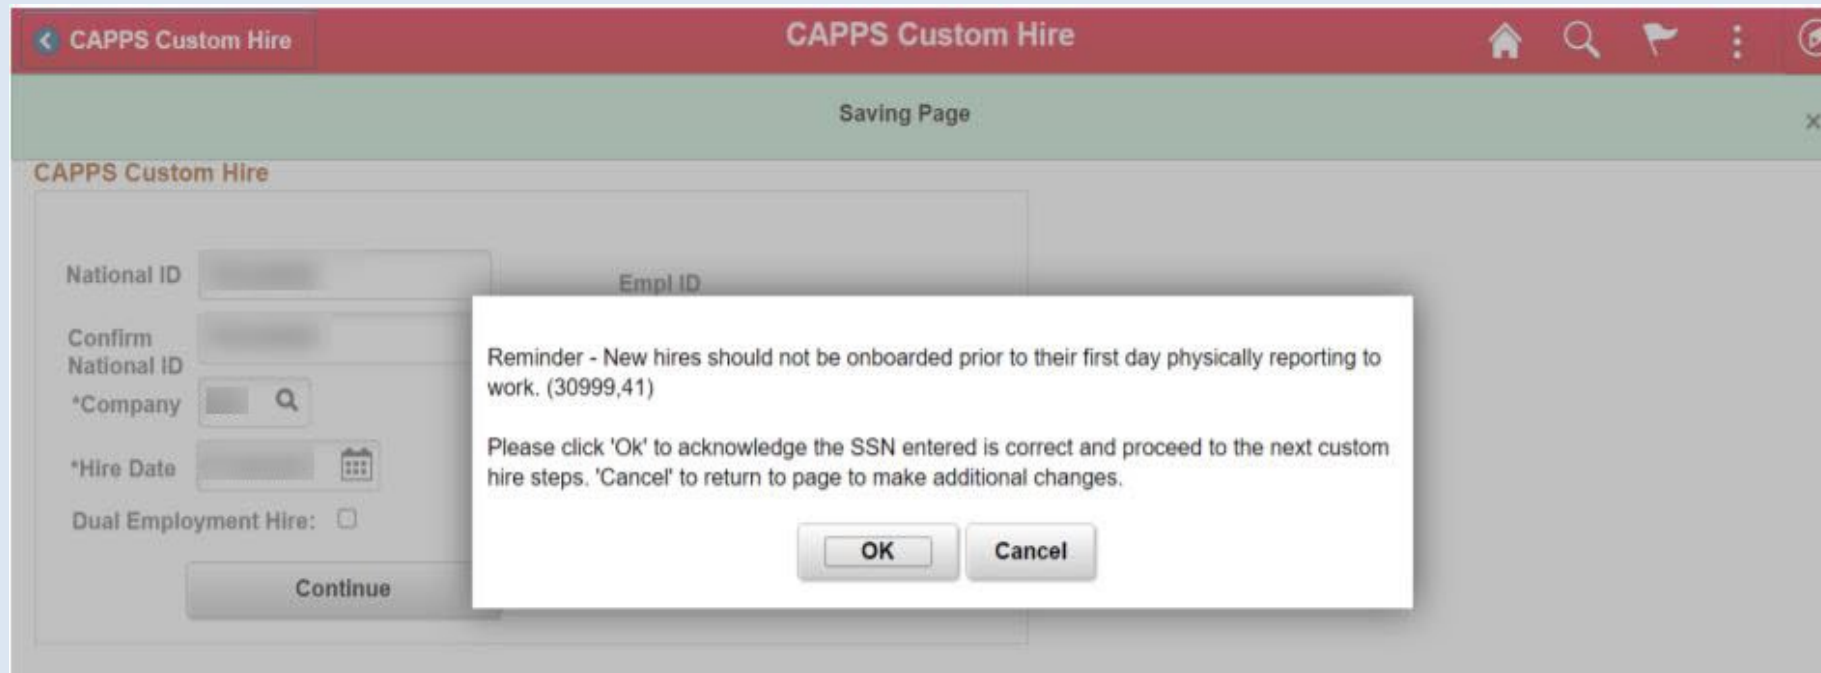 CAPPS Custom Hire
CAPPS Custom Hire
Saving Page
CAPPS Custom Hire
National ID
Empl ID
Confirm
National ID
*Company
*Hire Date
Dual Employment Hire:
Continue
Reminder - New hires should not be onboarded prior to their first day physically reporting to
work. (30999,41)
Please click 'Ok' to acknowledge the SSN entered is correct and proceed to the next custom
hire steps. 'Cancel' to return to page to make additional changes.
OK
Cancel